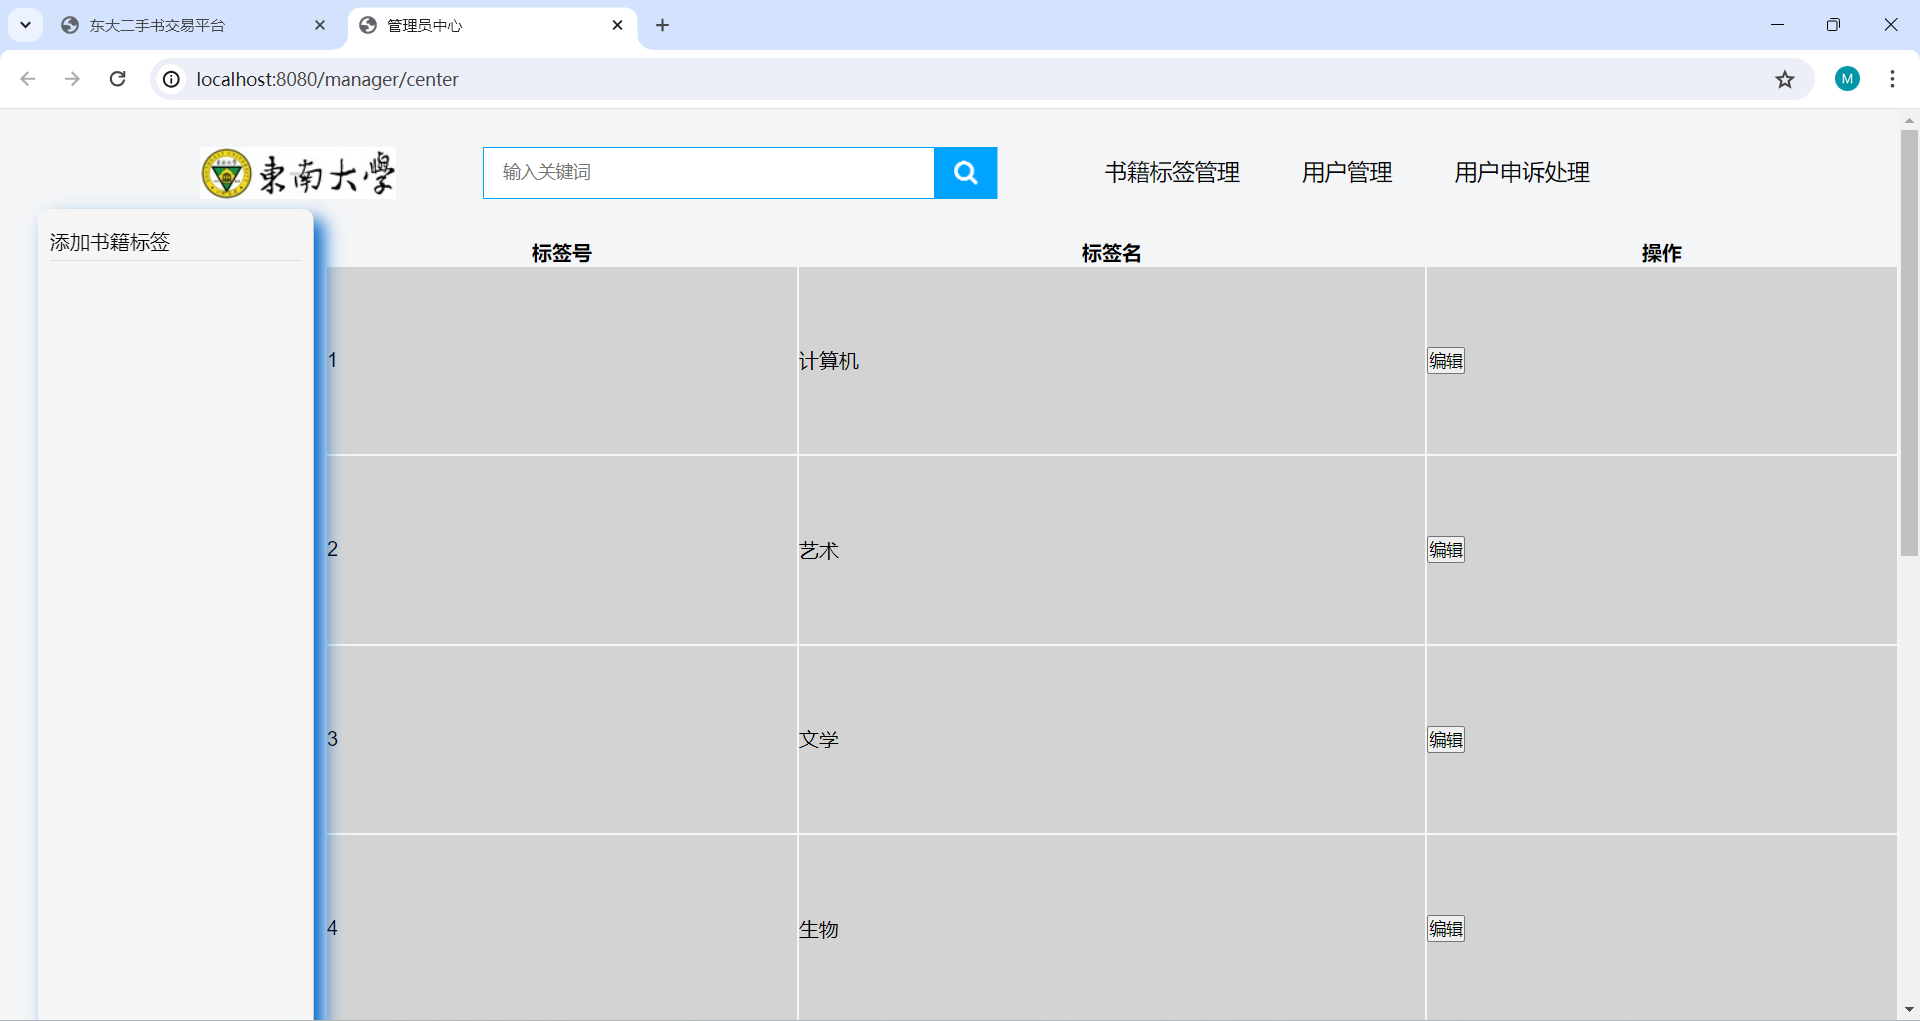 东大二手书交易平台
管理员中心
localhost:8080/manager/center
M
東南大學
输入关键词
书籍标签管理
用户管理
用户申诉处理
添加书籍标签
标签号 标签名 操作
1 计算机 编辑
2 艺术 编辑
3 文学 编辑
4 生物 编辑